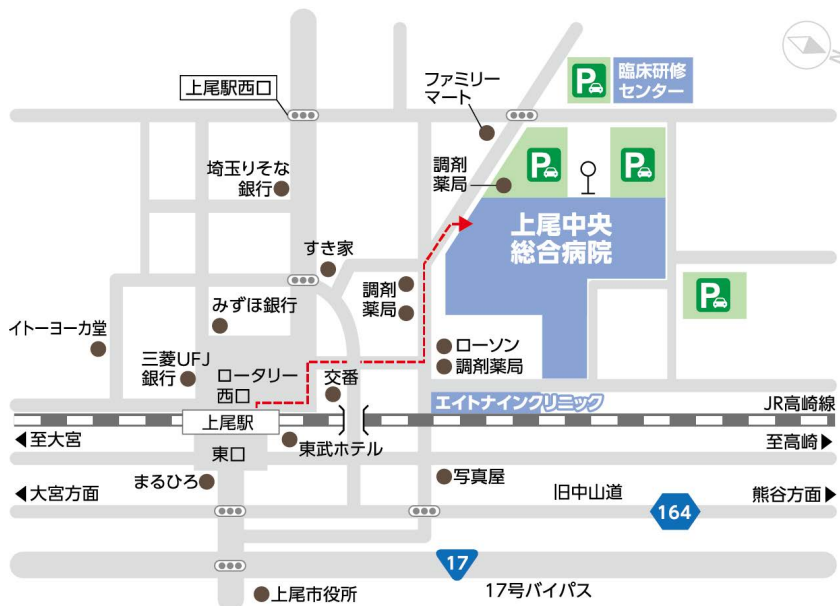 臨床研修
センター
ファミリー
マート
上尾駅西口
埼玉りそな
銀行
調剤
薬局
上尾中央
総合病院
すき家
調剤
薬局
みずほ銀行
イトーヨーカ堂
三菱UFJ
銀行
ロータリー
西口
交番
ローソン
調剤薬局
エイトナインクリニック
JR高崎線
上尾駅
至大宮
東口
東武ホテル
至高崎
まるひろ
写真屋
大宮方面
旧中山道
164
熊谷方面
17
17号バイパス
上尾市役所
P
P
P
P
N